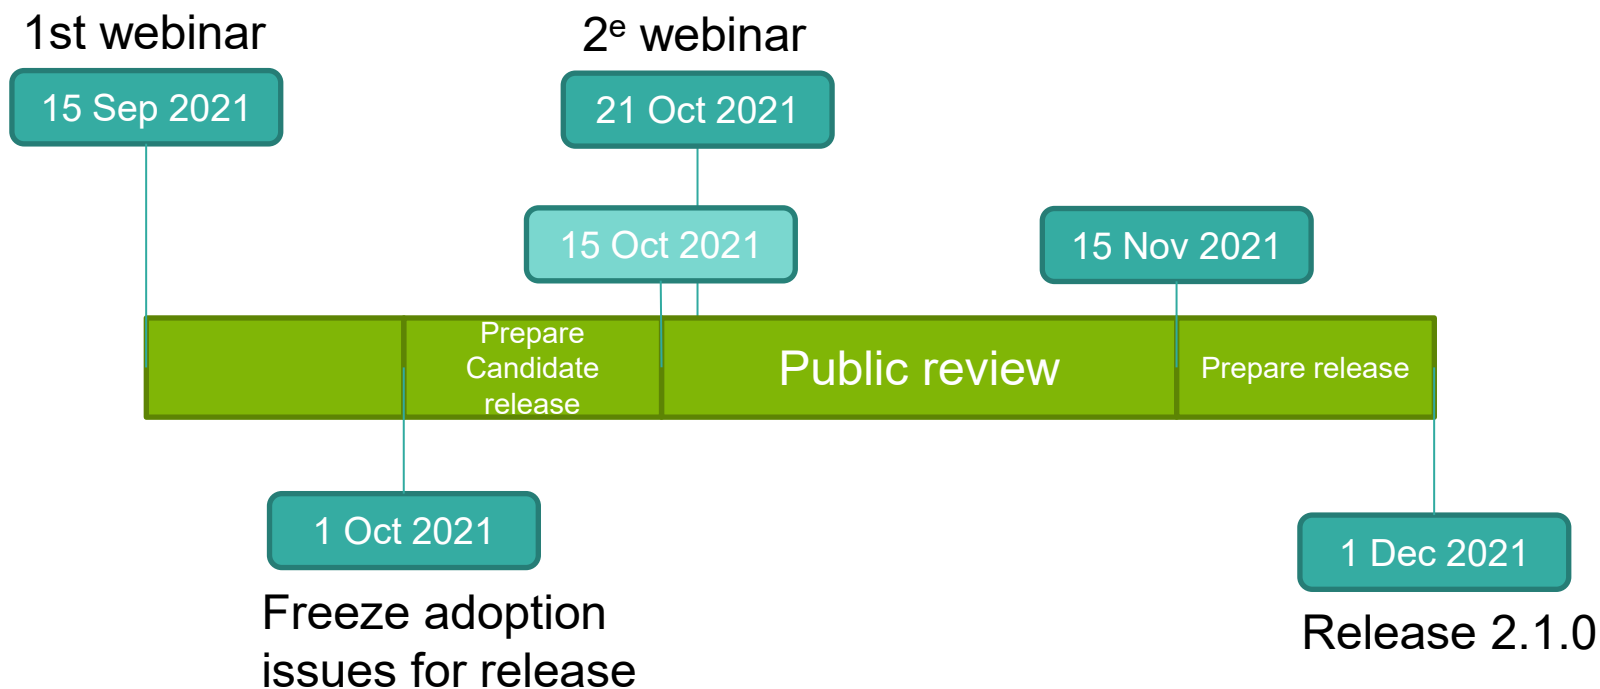 1st webinar
2ᵉ webinar
15 Sep 2021
21 Oct 2021
15 Oct 2021
15 Nov 2021
Prepare
Candidate
release
Public review
Prepare release
1 Oct 2021
1 Dec 2021
Freeze adoption
issues for release
Release 2.1.0